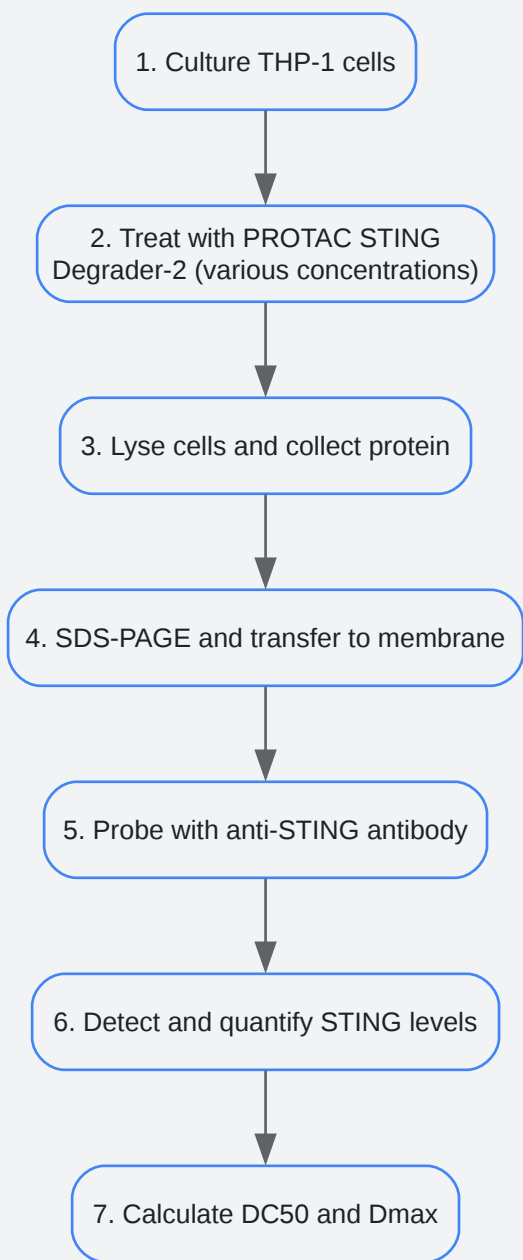 1. Culture THP-1 cells
2. Treat with PROTAC STING
Degrader-2 (various concentrations)
3. Lyse cells and collect protein
4. SDS-PAGE and transfer to membrane
5. Probe with anti-STING antibody
6. Detect and quantify STING levels
7. Calculate DC50 and Dmax